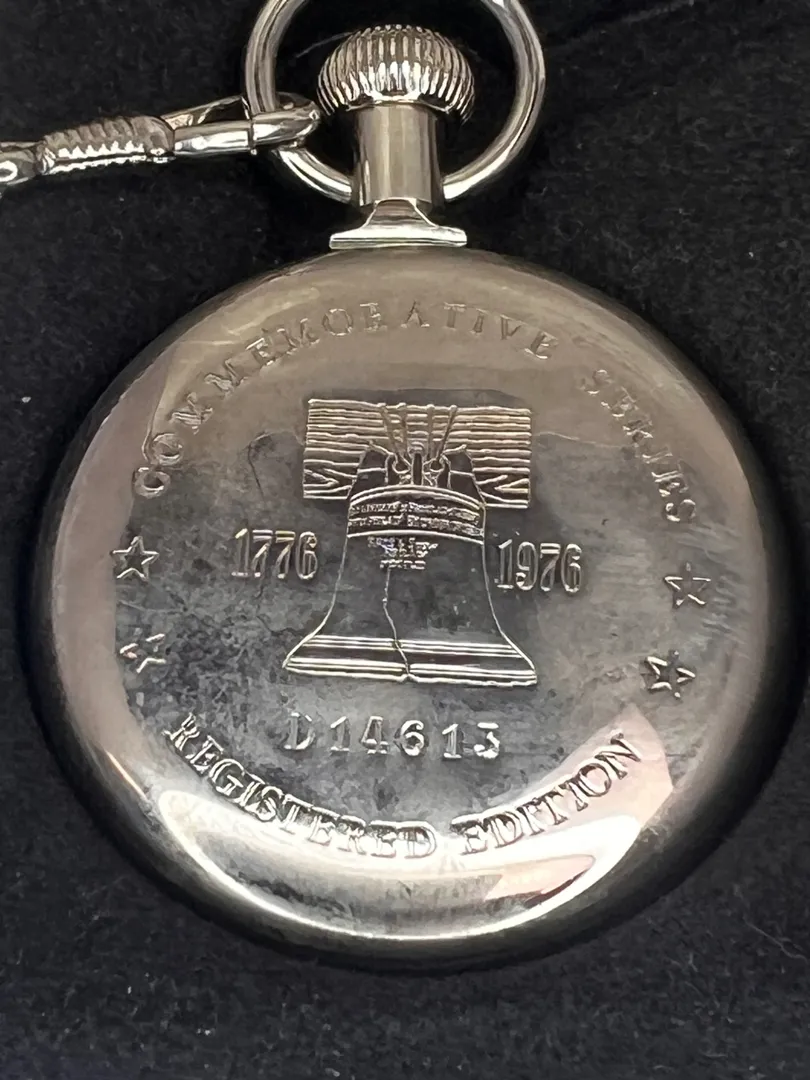 COMMEMORATIVE SERIES
1776 1976
D14613
REGISTERED EDITION